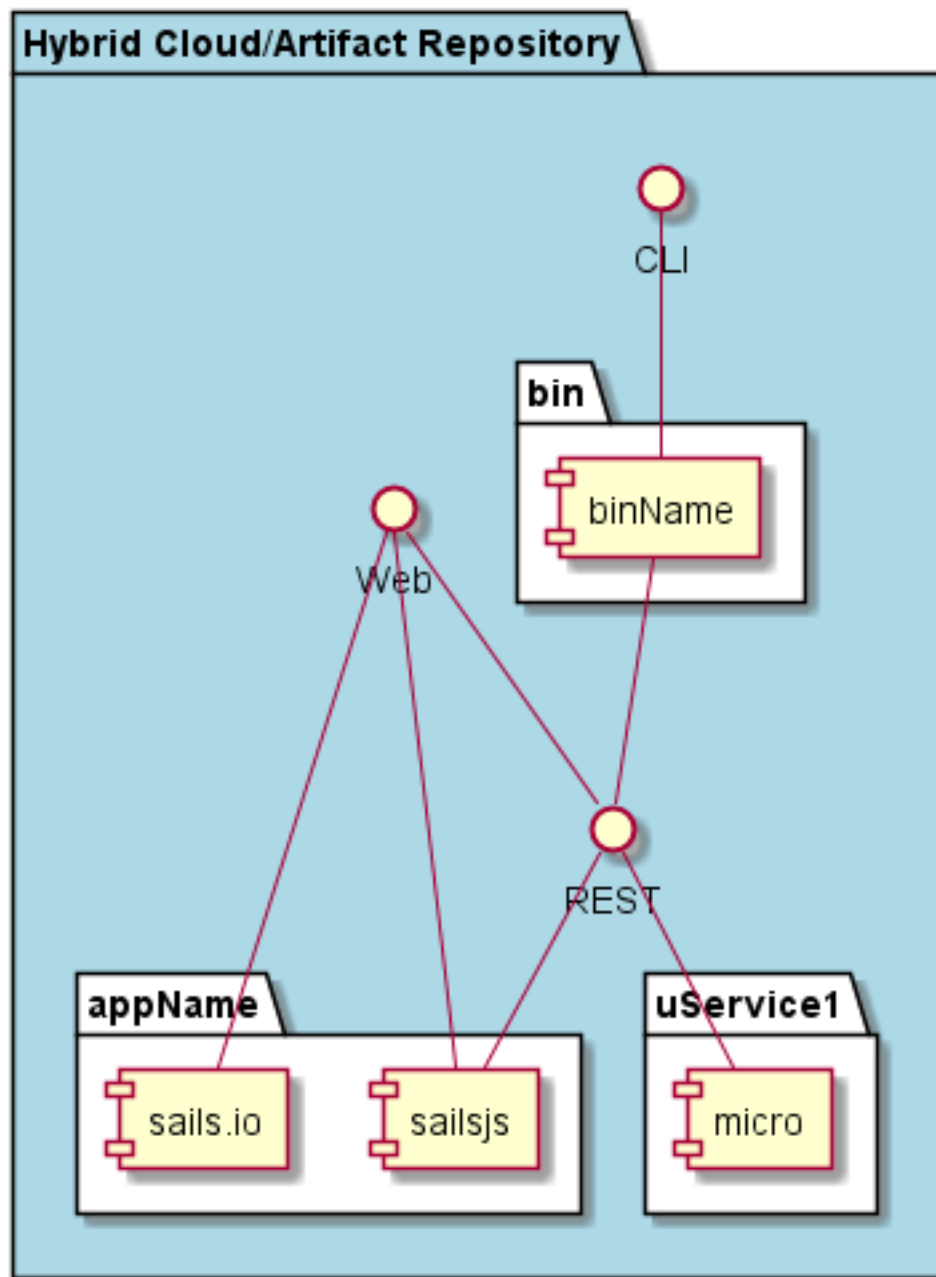 Hybrid Cloud/Artifact Repository
CLI
bin
binName
Web
REST
appName
uService1
sails.io
sailsjs
micro